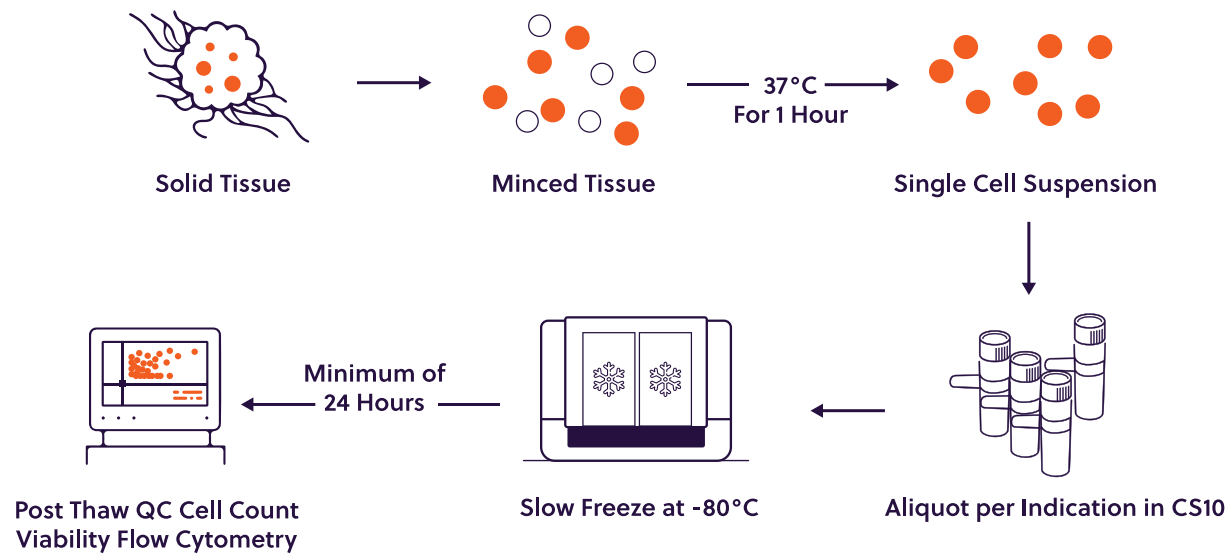 37°C
For 1 Hour
Solid Tissue
Minced Tissue
Single Cell Suspension
Minimum of
24 Hours
Post Thaw QC Cell Count
Viability Flow Cytometry
Slow Freeze at -80°C
Aliquot per Indication in CS10